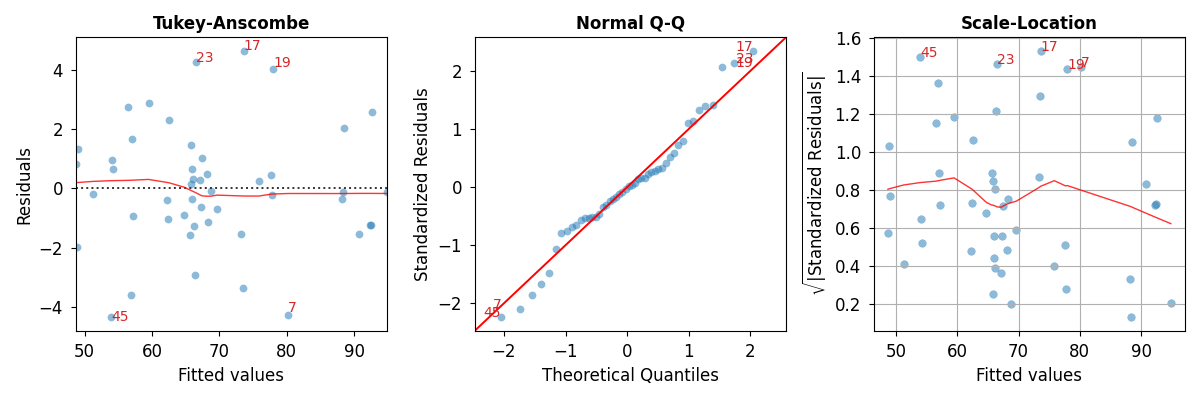 Tukey-Anscombe
Residuals
4
2
0
−2
−4
50 60 70 80 90
Fitted values
17
23
19
45
7
Normal Q-Q
Standardized Residuals
2
1
0
−1
−2
−2 −1 0 1 2
Theoretical Quantiles
17
23
19
7
45
Scale-Location
√|Standardized Residuals|
1.6
1.4
1.2
1.0
0.8
0.6
0.4
0.2
50 60 70 80 90
Fitted values
45
17
23
19
7